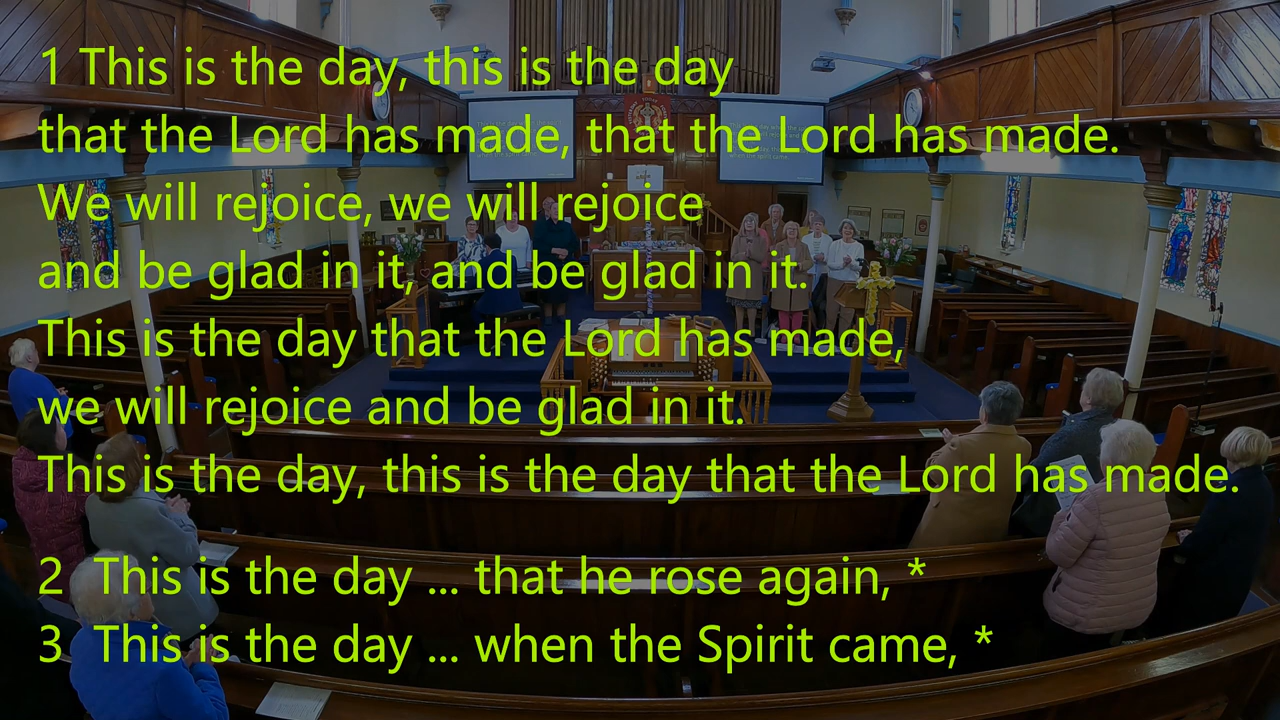 1 This is the day, this is the day
that the Lord has made, that the Lord has made.
We will rejoice, we will rejoice
and be glad in it, and be glad in it.
This is the day that the Lord has made,
we will rejoice and be glad in it.
This is the day, this is the day that the Lord has made.
2 This is the day ... that he rose again, *
3 This is the day ... when the Spirit came, *